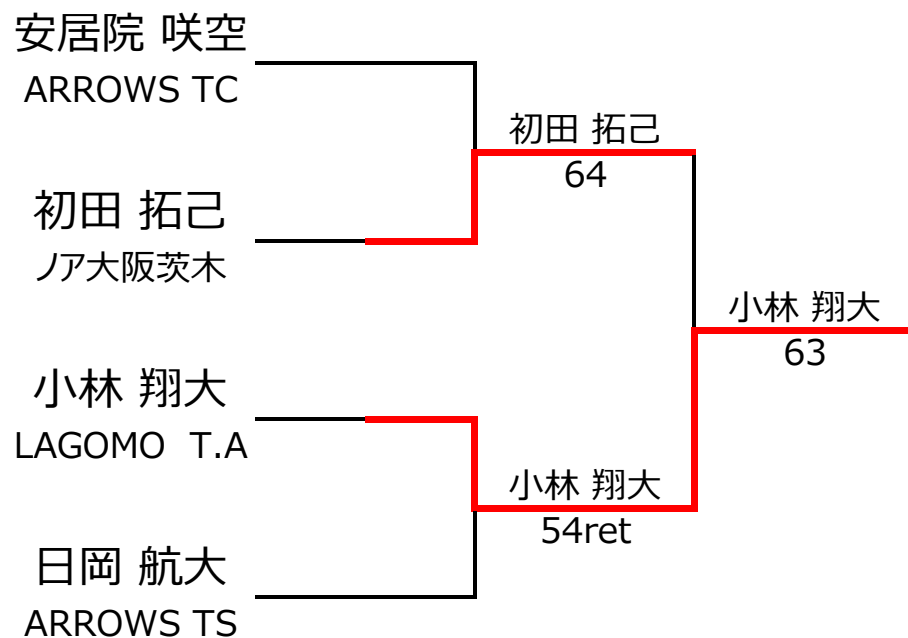 安居院 咲空
ARROWS TC
初田 拓己
64
初田 拓己
ノア大阪茨木
小林 翔大
63
小林 翔大
LAGOMO T.A
小林 翔大
54ret
日岡 航大
ARROWS TS